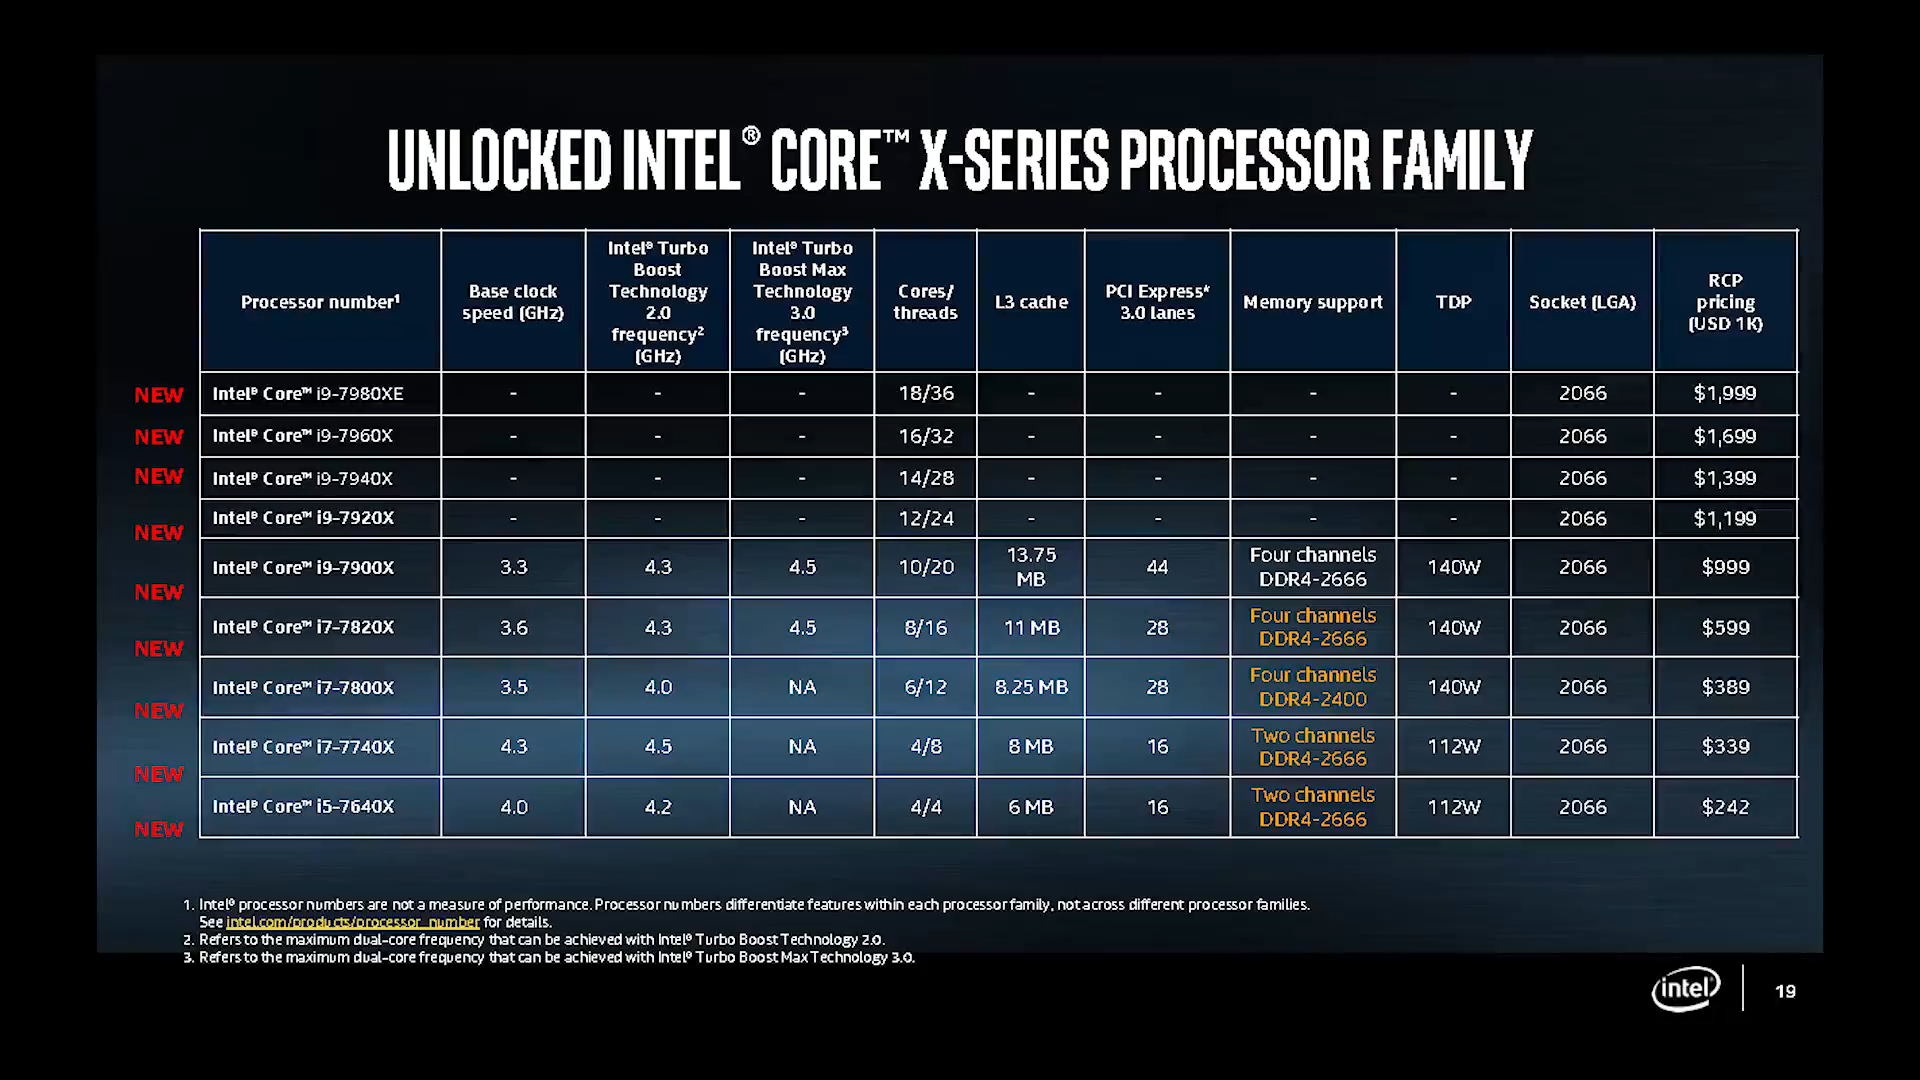 UNLOCKED INTEL® CORE™ X-SERIES PROCESSOR FAMILY
Processor number¹ Base clock speed (GHz) Intel® Turbo Boost Technology 2.0 frequency² (GHz) Intel® Turbo Boost Max Technology 3.0 frequency³ (GHz) Cores/ threads L3 cache PCI Express* 3.0 lanes Memory support TDP Socket (LGA) RCP pricing (USD 1K)
NEW Intel® Core™ i9-7980XE - - - 18/36 - - - - 2066 $1,999
NEW Intel® Core™ i9-7960X - - - 16/32 - - - - 2066 $1,699
NEW Intel® Core™ i9-7940X - - - 14/28 - - - - 2066 $1,399
NEW Intel® Core™ i9-7920X - - - 12/24 - - - - 2066 $1,199
NEW Intel® Core™ i9-7900X 3.3 4.3 4.5 10/20 13.75 MB 44 Four channels DDR4-2666 140W 2066 $999
NEW Intel® Core™ i7-7820X 3.6 4.3 4.5 8/16 11 MB 28 Four channels DDR4-2666 140W 2066 $599
NEW Intel® Core™ i7-7800X 3.5 4.0 NA 6/12 8.25 MB 28 Four channels DDR4-2400 140W 2066 $389
NEW Intel® Core™ i7-7740X 4.3 4.5 NA 4/8 8 MB 16 Two channels DDR4-2666 112W 2066 $339
NEW Intel® Core™ i5-7640X 4.0 4.2 NA 4/4 6 MB 16 Two channels DDR4-2666 112W 2066 $242
1. Intel® processor numbers are not a measure of performance. Processor numbers differentiate features within each processor family, not across different processor families.
See intel.com/products/processor_number for details.
2. Refers to the maximum dual-core frequency that can be achieved with Intel® Turbo Boost Technology 2.0.
3. Refers to the maximum dual-core frequency that can be achieved with Intel® Turbo Boost Max Technology 3.0.
intel 19